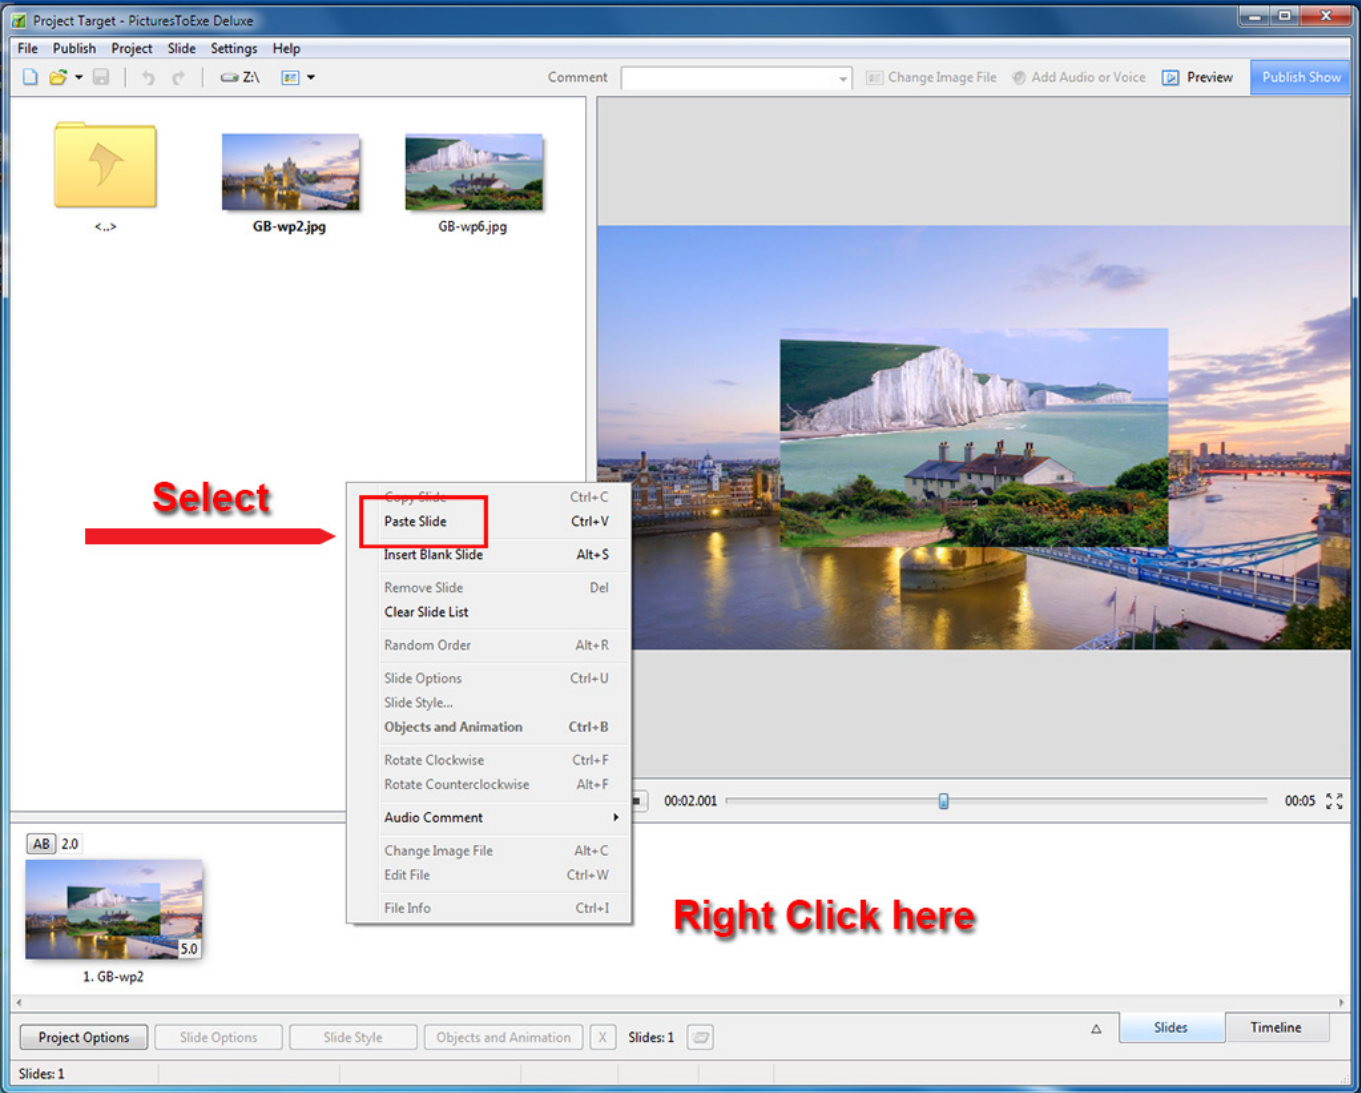 Project Target - PicturesToExe Deluxe
File Publish Project Slide Settings Help
Z:\ Comment Change Image File Add Audio or Voice Preview Publish Show
<..> GB-wp2.jpg GB-wp6.jpg
Select
Copy Slide Ctrl+C
Paste Slide Ctrl+V
Insert Blank Slide Alt+S
Remove Slide Del
Clear Slide List
Random Order Alt+R
Slide Options Ctrl+U
Slide Style...
Objects and Animation Ctrl+B
Rotate Clockwise Ctrl+F
Rotate Counterclockwise Alt+F
Audio Comment
Change Image File Alt+C
Edit File Ctrl+W
File Info Ctrl+I
00:02.001 00:05
AB 2.0
5.0
1. GB-wp2
Right Click here
Project Options Slide Options Slide Style Objects and Animation X Slides: 1 Slides Timeline
Slides: 1